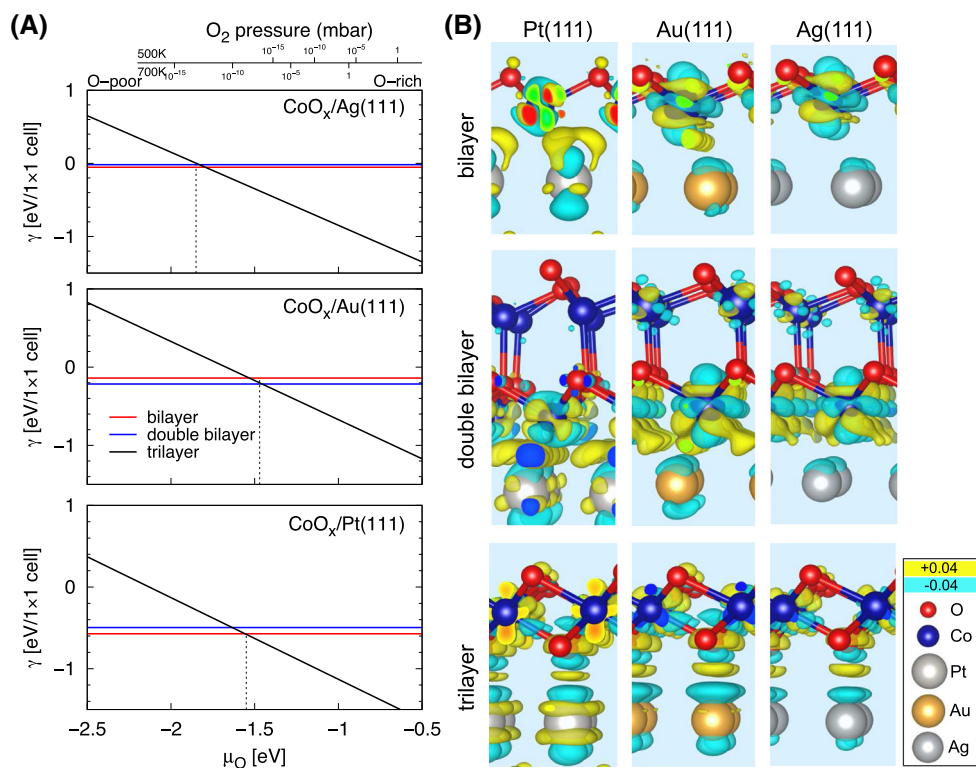 (A)
O₂ pressure (mbar)
500K 10⁻¹⁵ 10⁻¹⁰ 10⁻⁵ 1
700K 10⁻¹⁵ 10⁻¹⁰ 10⁻⁵ 1
O−poor O−rich
CoOₓ/Ag(111)
γ [eV/1×1 cell]
1
0
−1
CoOₓ/Au(111)
γ [eV/1×1 cell]
1
0
−1
bilayer
double bilayer
trilayer
CoOₓ/Pt(111)
γ [eV/1×1 cell]
1
0
−1
−2.5 −2 −1.5 −1 −0.5
μ_O [eV]
(B)
Pt(111) Au(111) Ag(111)
bilayer
double bilayer
trilayer
+0.04
-0.04
O
Co
Pt
Au
Ag